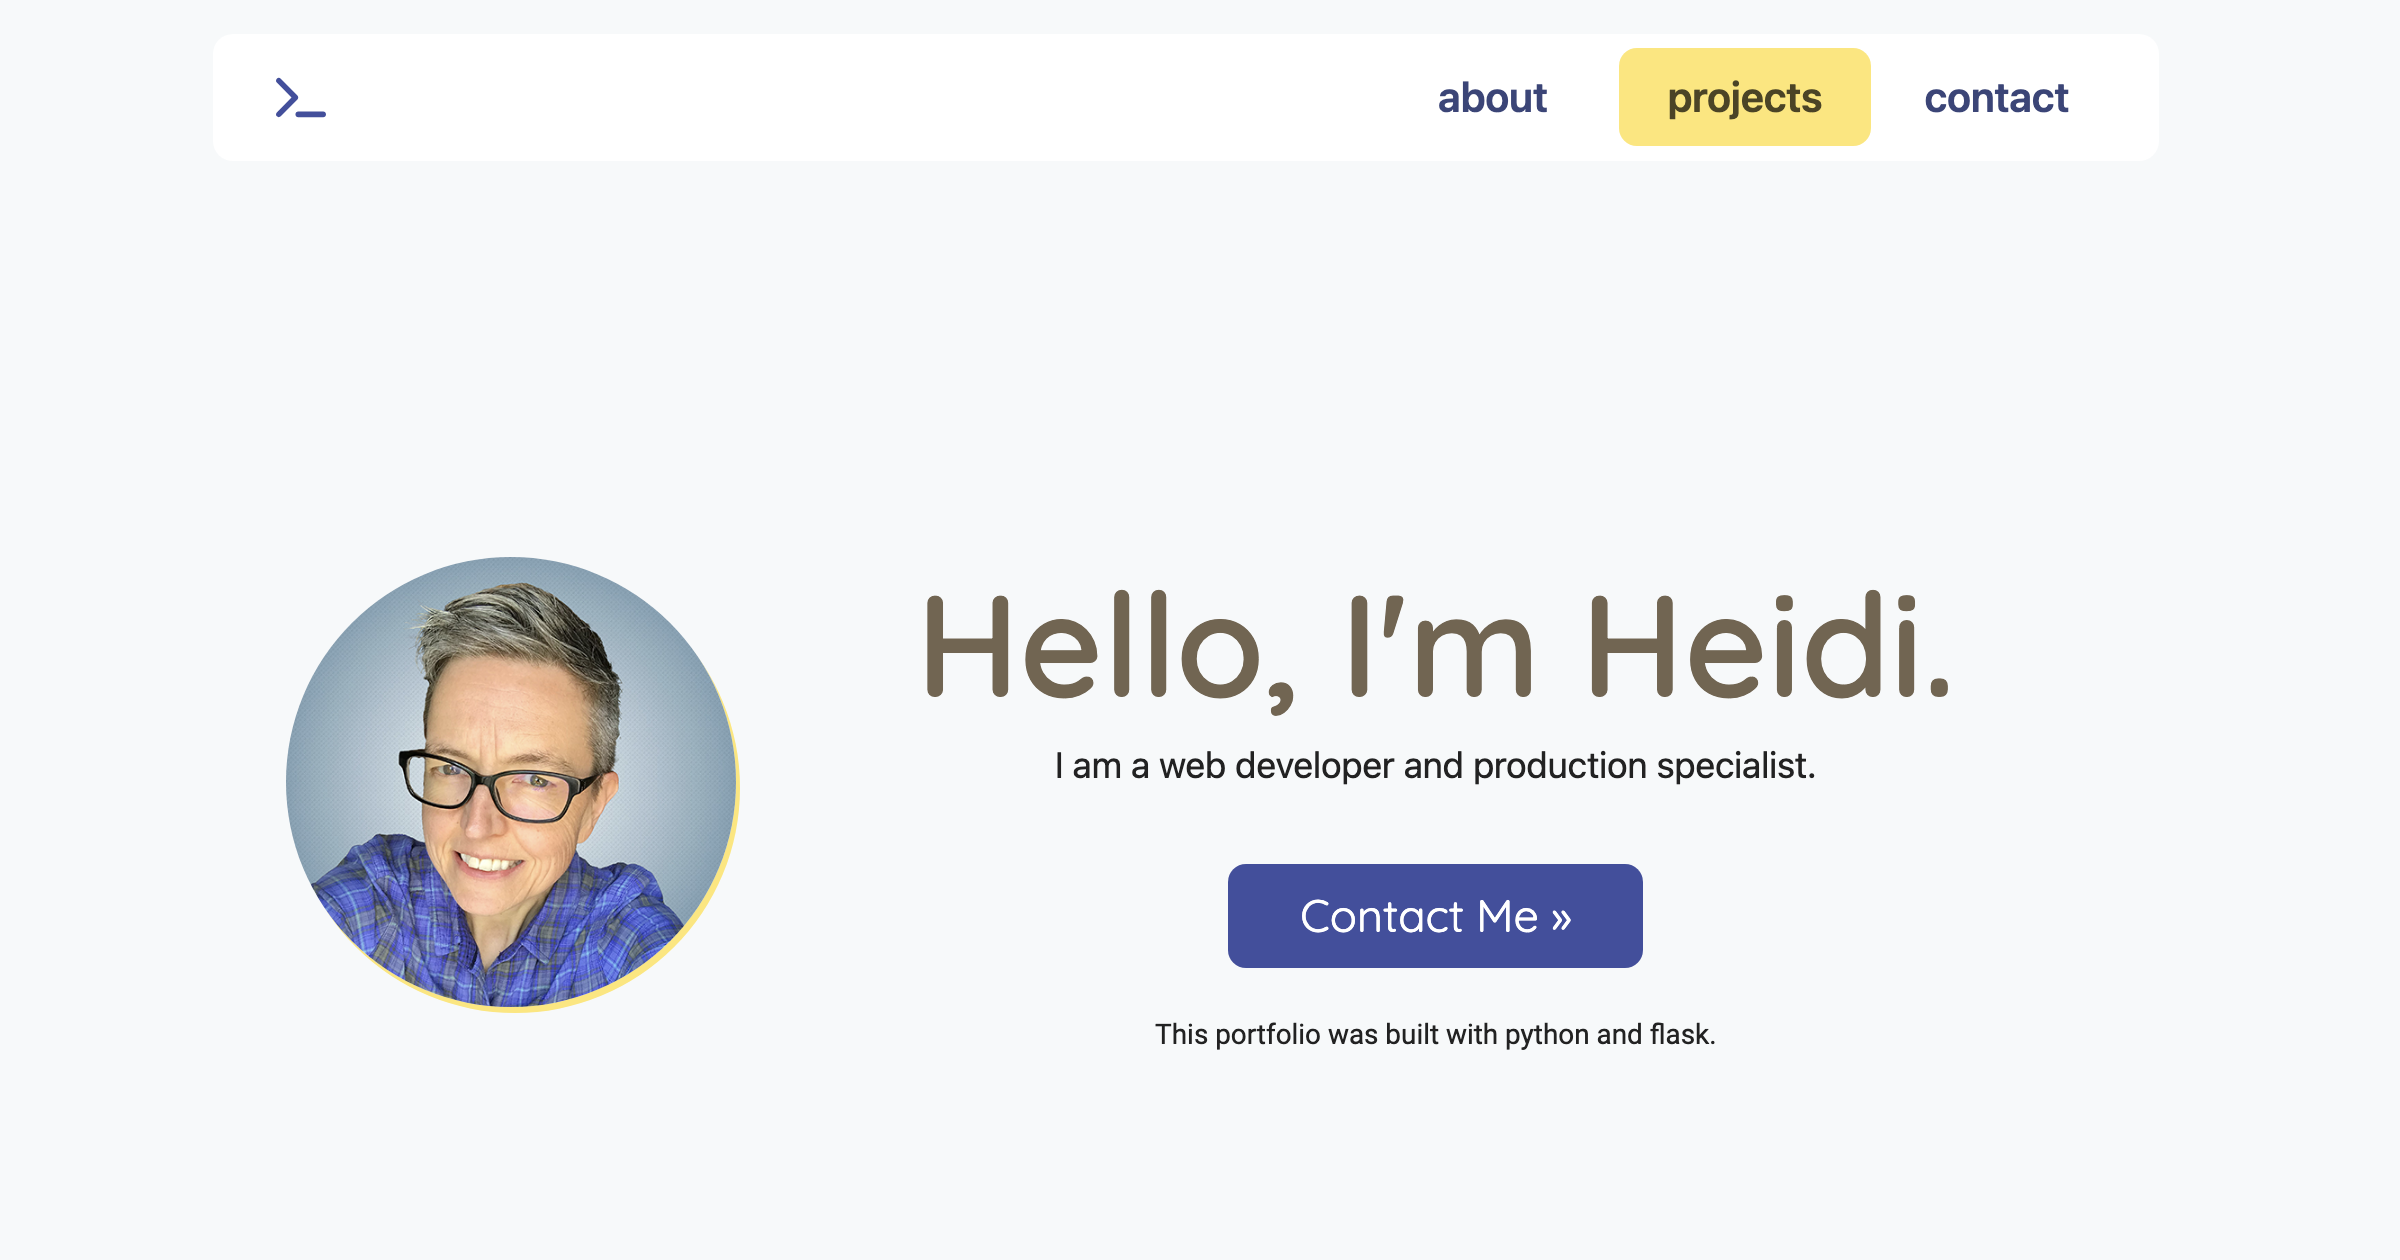 >_
about
projects
contact
Hello, I'm Heidi.
I am a web developer and production specialist.
Contact Me »
This portfolio was built with python and flask.